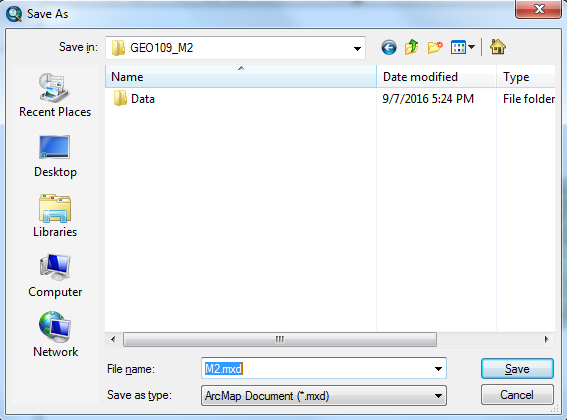 Save As
Save in: GEO109_M2
Name Date modified Type
Data 9/7/2016 5:24 PM File folder
Recent Places
Desktop
Libraries
Computer
Network
File name: M2.mxd Save
Save as type: ArcMap Document (*.mxd) Cancel